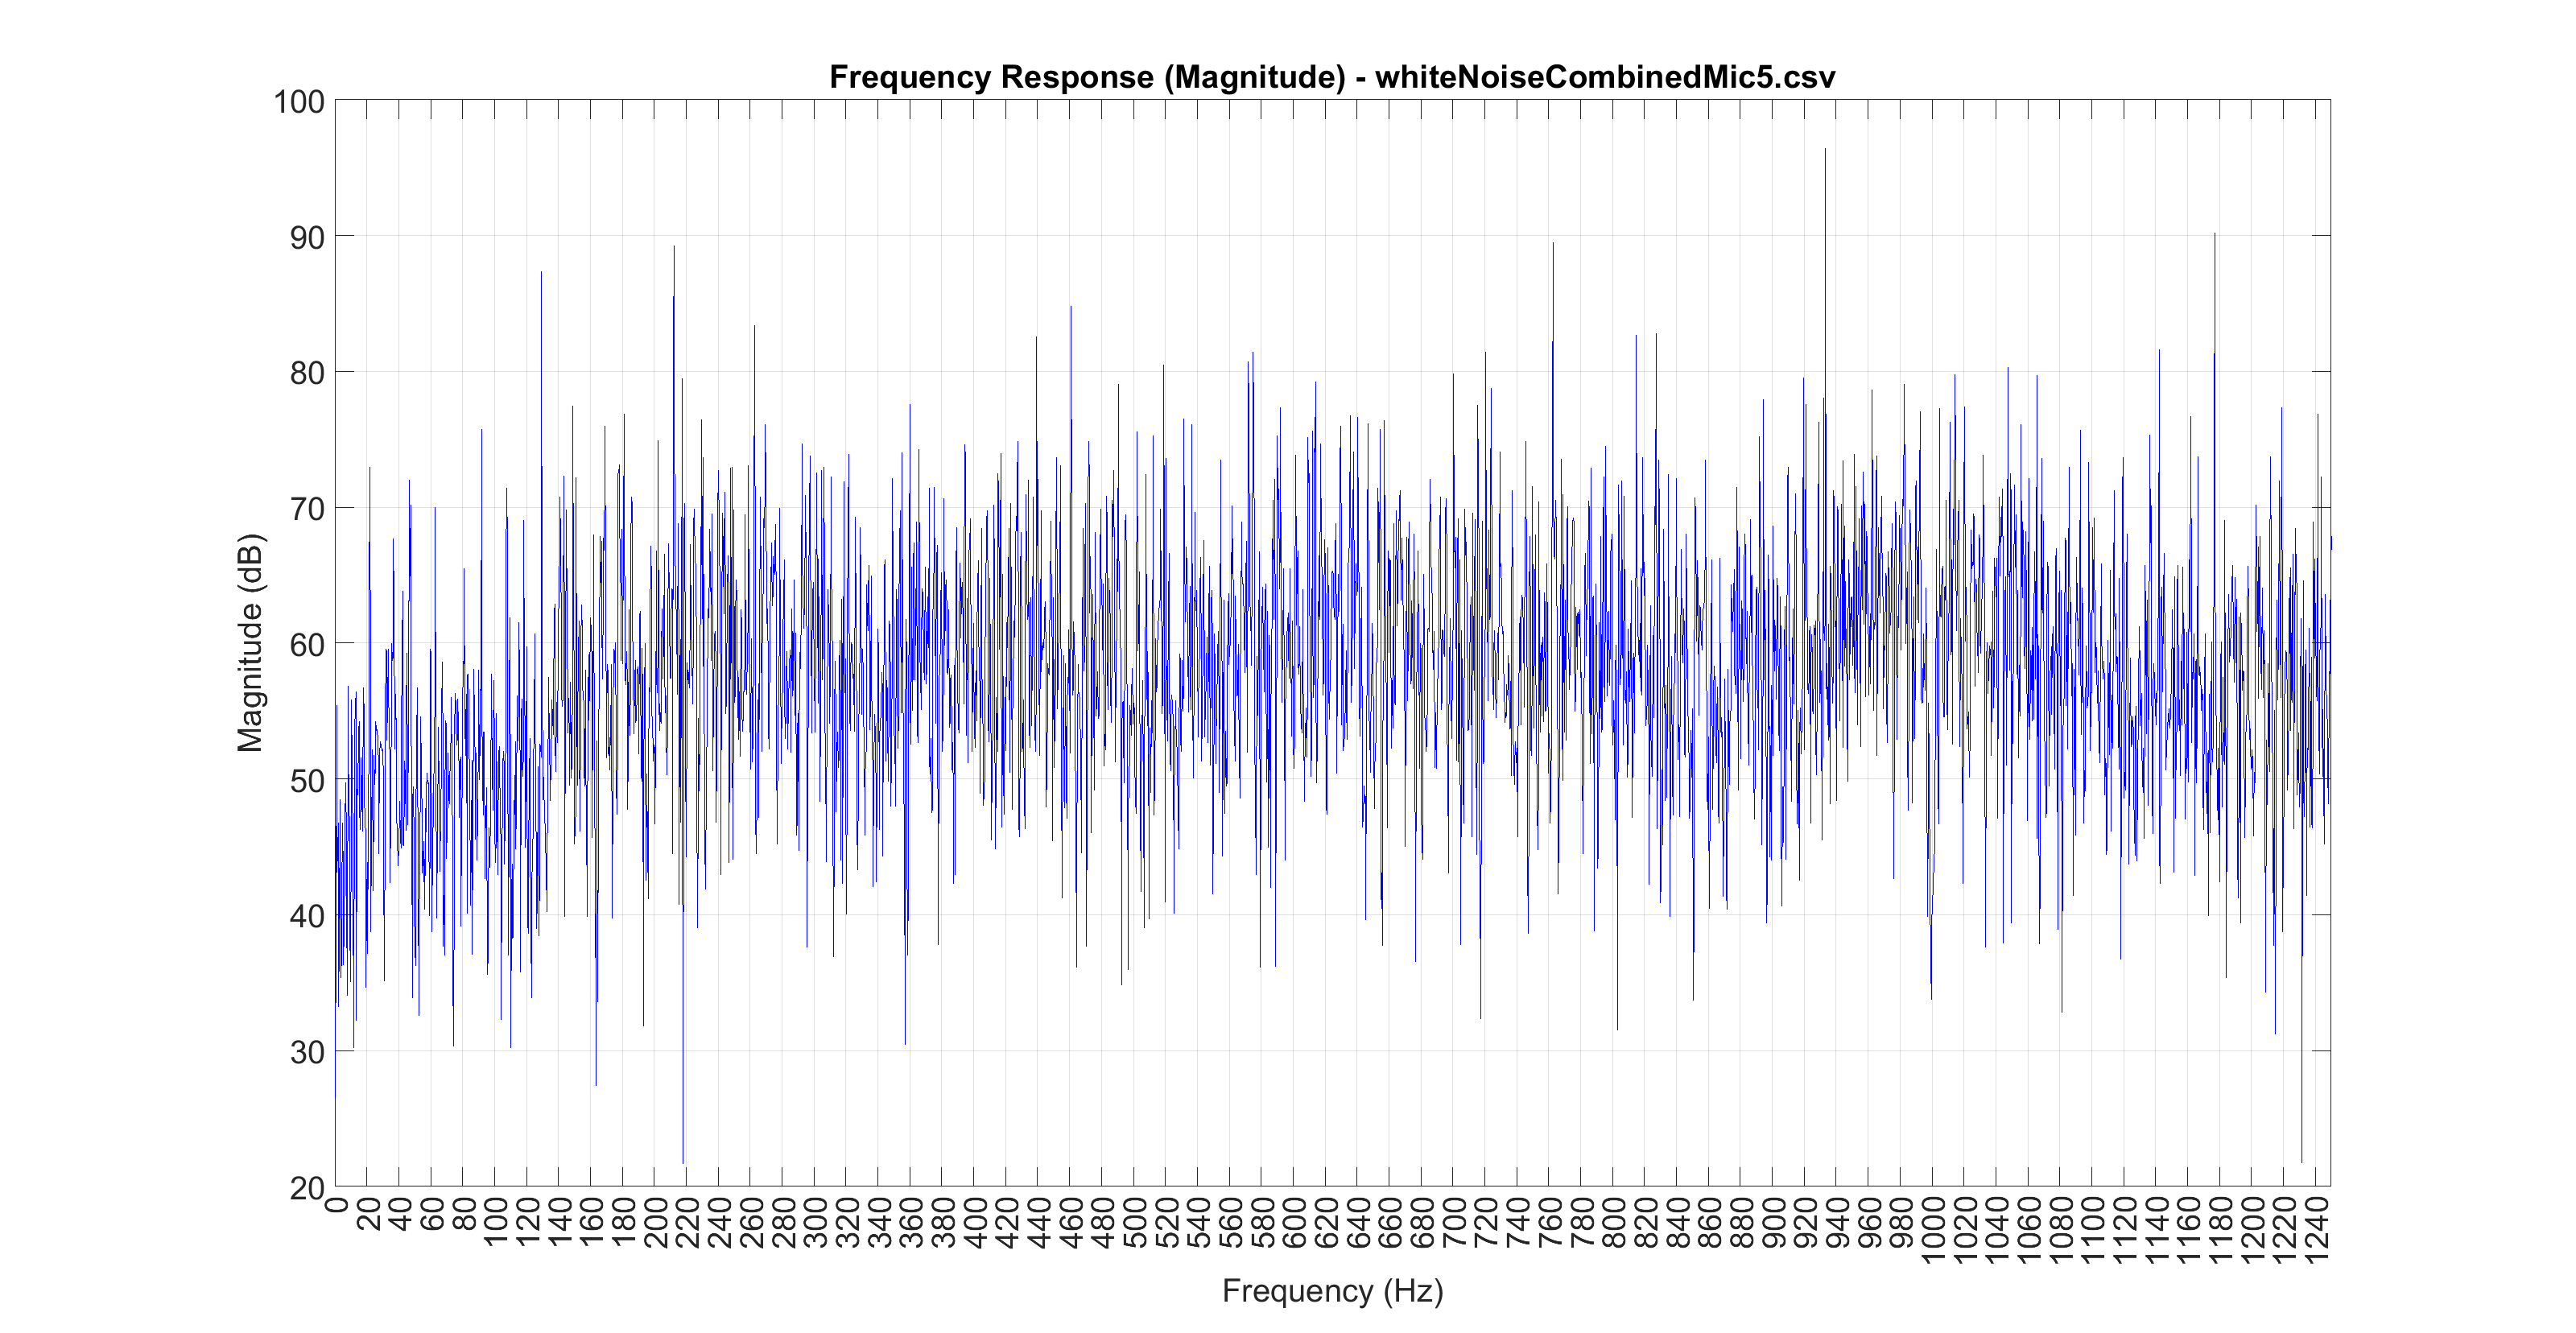 Frequency Response (Magnitude) - whiteNoiseCombinedMic5.csv
100
90
80
70
60
50
40
30
20
Magnitude (dB)
0 20 40 60 80 100 120 140 160 180 200 220 240 260 280 300 320 340 360 380 400 420 440 460 480 500 520 540 560 580 600 620 640 660 680 700 720 740 760 780 800 820 840 860 880 900 920 940 960 980 1000 1020 1040 1060 1080 1100 1120 1140 1160 1180 1200 1220 1240
Frequency (Hz)